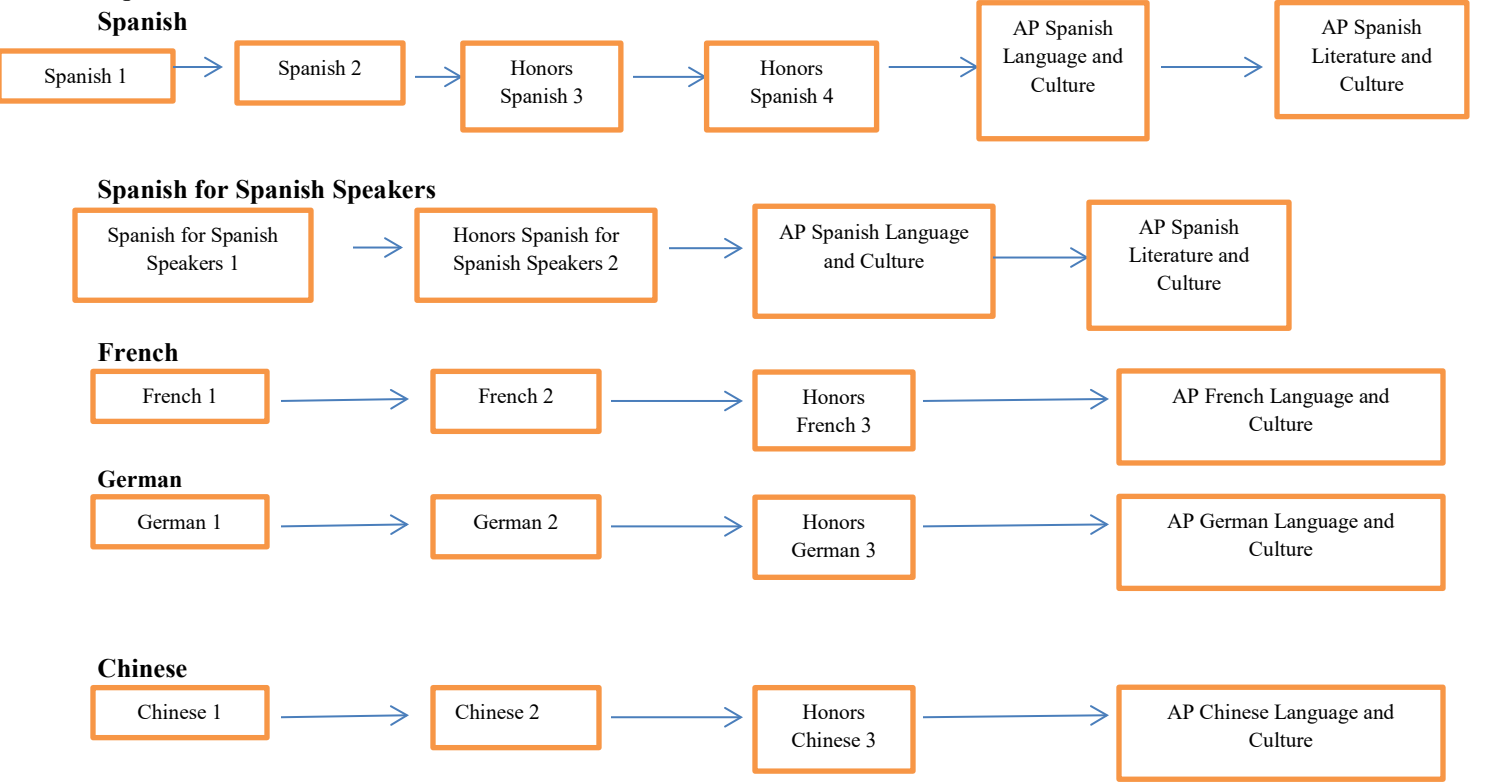 Spanish
Spanish 1
Spanish 2
Honors
Spanish 3
Honors
Spanish 4
AP Spanish
Language and
Culture
AP Spanish
Literature and
Culture
Spanish for Spanish Speakers
Spanish for Spanish
Speakers 1
Honors Spanish for
Spanish Speakers 2
AP Spanish Language
and Culture
AP Spanish
Literature and
Culture
French
French 1
French 2
Honors
French 3
AP French Language and
Culture
German
German 1
German 2
Honors
German 3
AP German Language and
Culture
Chinese
Chinese 1
Chinese 2
Honors
Chinese 3
AP Chinese Language and
Culture